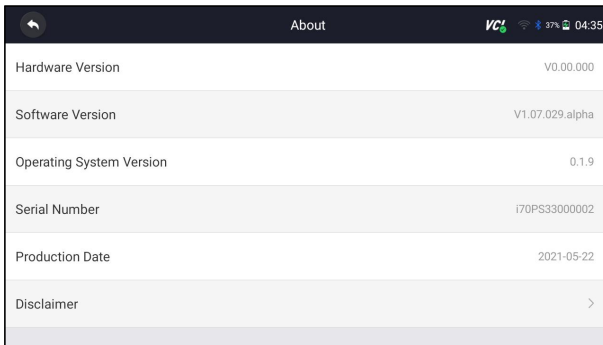 About
VCI 37% 04:35
Hardware Version V0.00.000
Software Version V1.07.029.alpha
Operating System Version 0.1.9
Serial Number i70PS33000002
Production Date 2021-05-22
Disclaimer